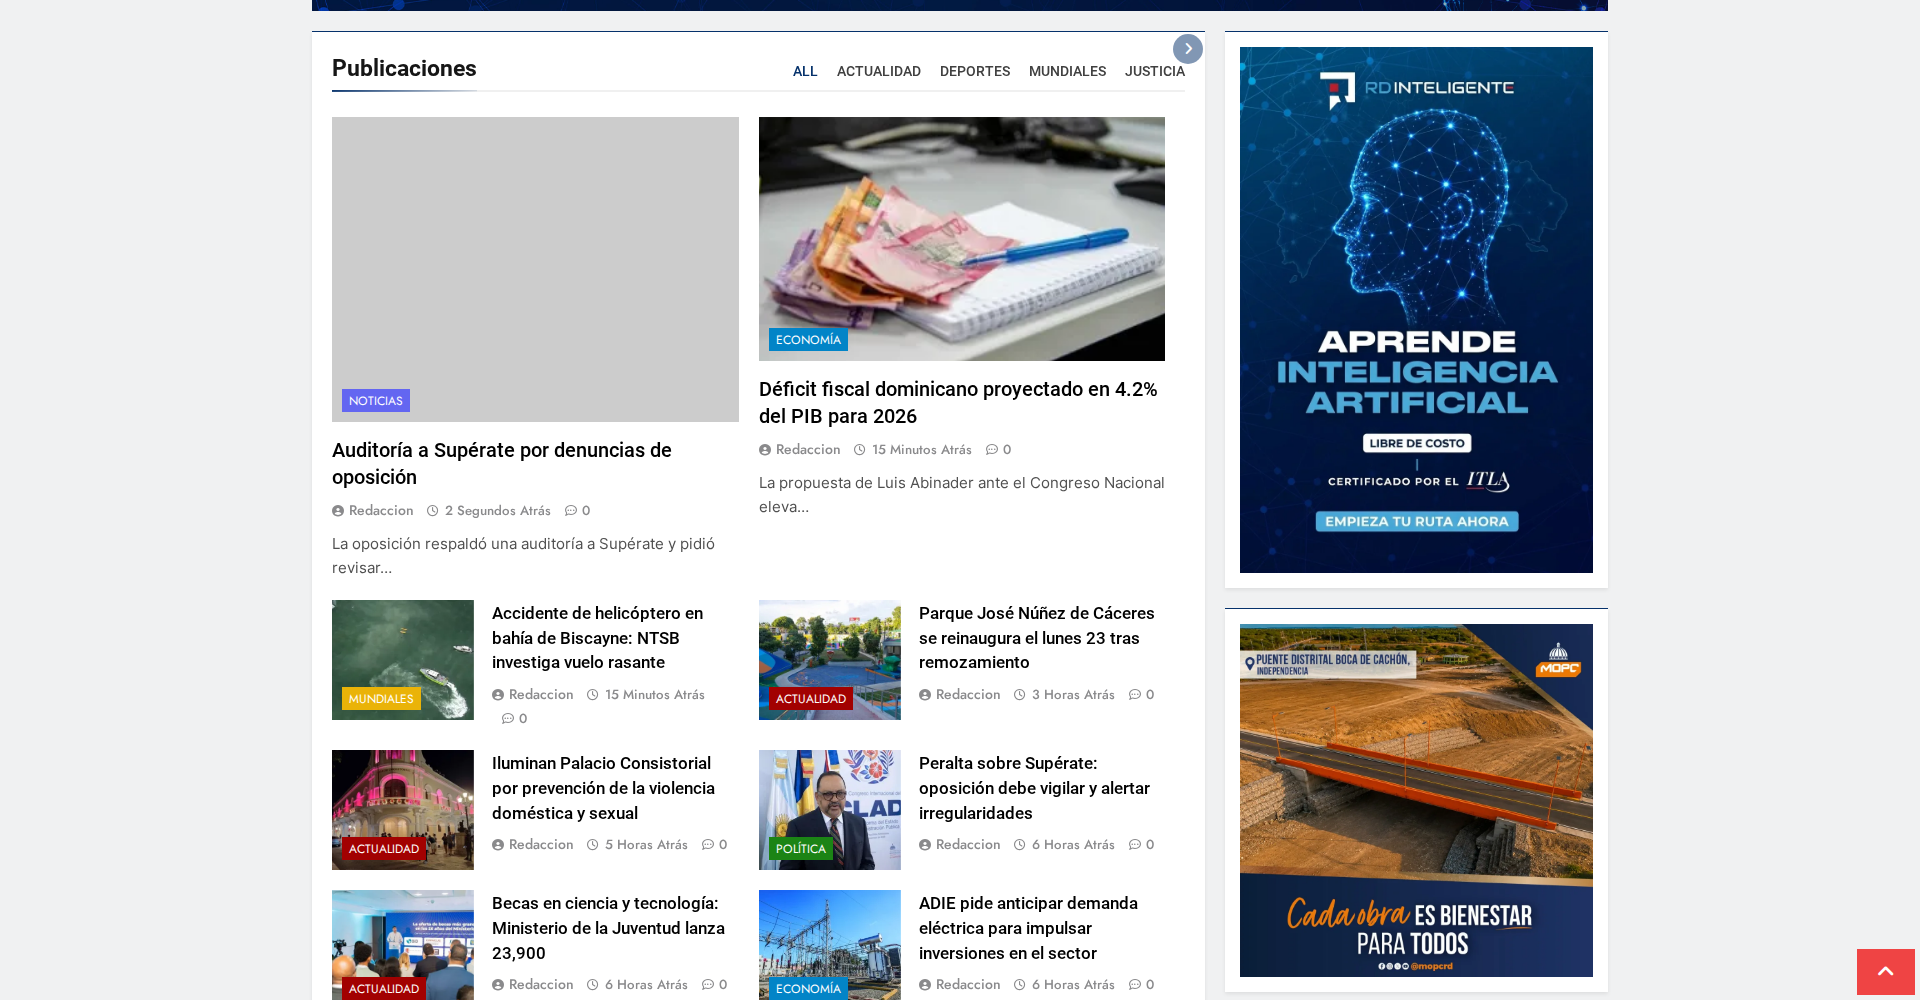 Publicaciones
ALL ACTUALIDAD DEPORTES MUNDIALES JUSTICIA
NOTICIAS
Auditoría a Supérate por denuncias de
oposición
Redaccion 2 Segundos Atrás 0
La oposición respaldó una auditoría a Supérate y pidió
revisar...
ECONOMÍA
Déficit fiscal dominicano proyectado en 4.2%
del PIB para 2026
Redaccion 15 Minutos Atrás 0
La propuesta de Luis Abinader ante el Congreso Nacional
eleva...
MUNDIALES
Accidente de helicóptero en
bahía de Biscayne: NTSB
investiga vuelo rasante
Redaccion 15 Minutos Atrás
0
ACTUALIDAD
Parque José Núñez de Cáceres
se reinaugura el lunes 23 tras
remozamiento
Redaccion 3 Horas Atrás 0
ACTUALIDAD
Iluminan Palacio Consistorial
por prevención de la violencia
doméstica y sexual
Redaccion 5 Horas Atrás 0
POLÍTICA
CLAD
Peralta sobre Supérate:
oposición debe vigilar y alertar
irregularidades
Redaccion 6 Horas Atrás 0
ACTUALIDAD
Becas en ciencia y tecnología:
Ministerio de la Juventud lanza
23,900
Redaccion 6 Horas Atrás 0
ECONOMÍA
ADIE pide anticipar demanda
eléctrica para impulsar
inversiones en el sector
Redaccion 6 Horas Atrás 0
RD INTELIGENTE
APRENDE
INTELIGENCIA
ARTIFICIAL
LIBRE DE COSTO
CERTIFICADO POR EL ITLA
EMPIEZA TU RUTA AHORA
PUENTE DISTRITAL BOCA DE CACHÓN,
INDEPENDENCIA
MOPC
Cada obra ES BIENESTAR
PARA TODOS
@mopcrd